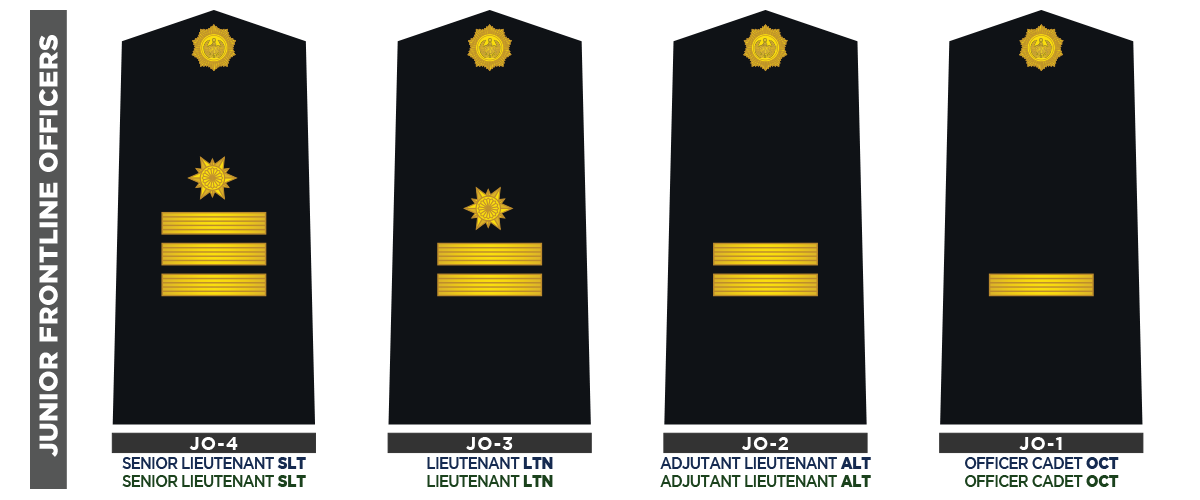 JUNIOR FRONTLINE OFFICERS
JO-4
SENIOR LIEUTENANT SLT
SENIOR LIEUTENANT SLT
JO-3
LIEUTENANT LTN
LIEUTENANT LTN
JO-2
ADJUTANT LIEUTENANT ALT
ADJUTANT LIEUTENANT ALT
JO-1
OFFICER CADET OCT
OFFICER CADET OCT